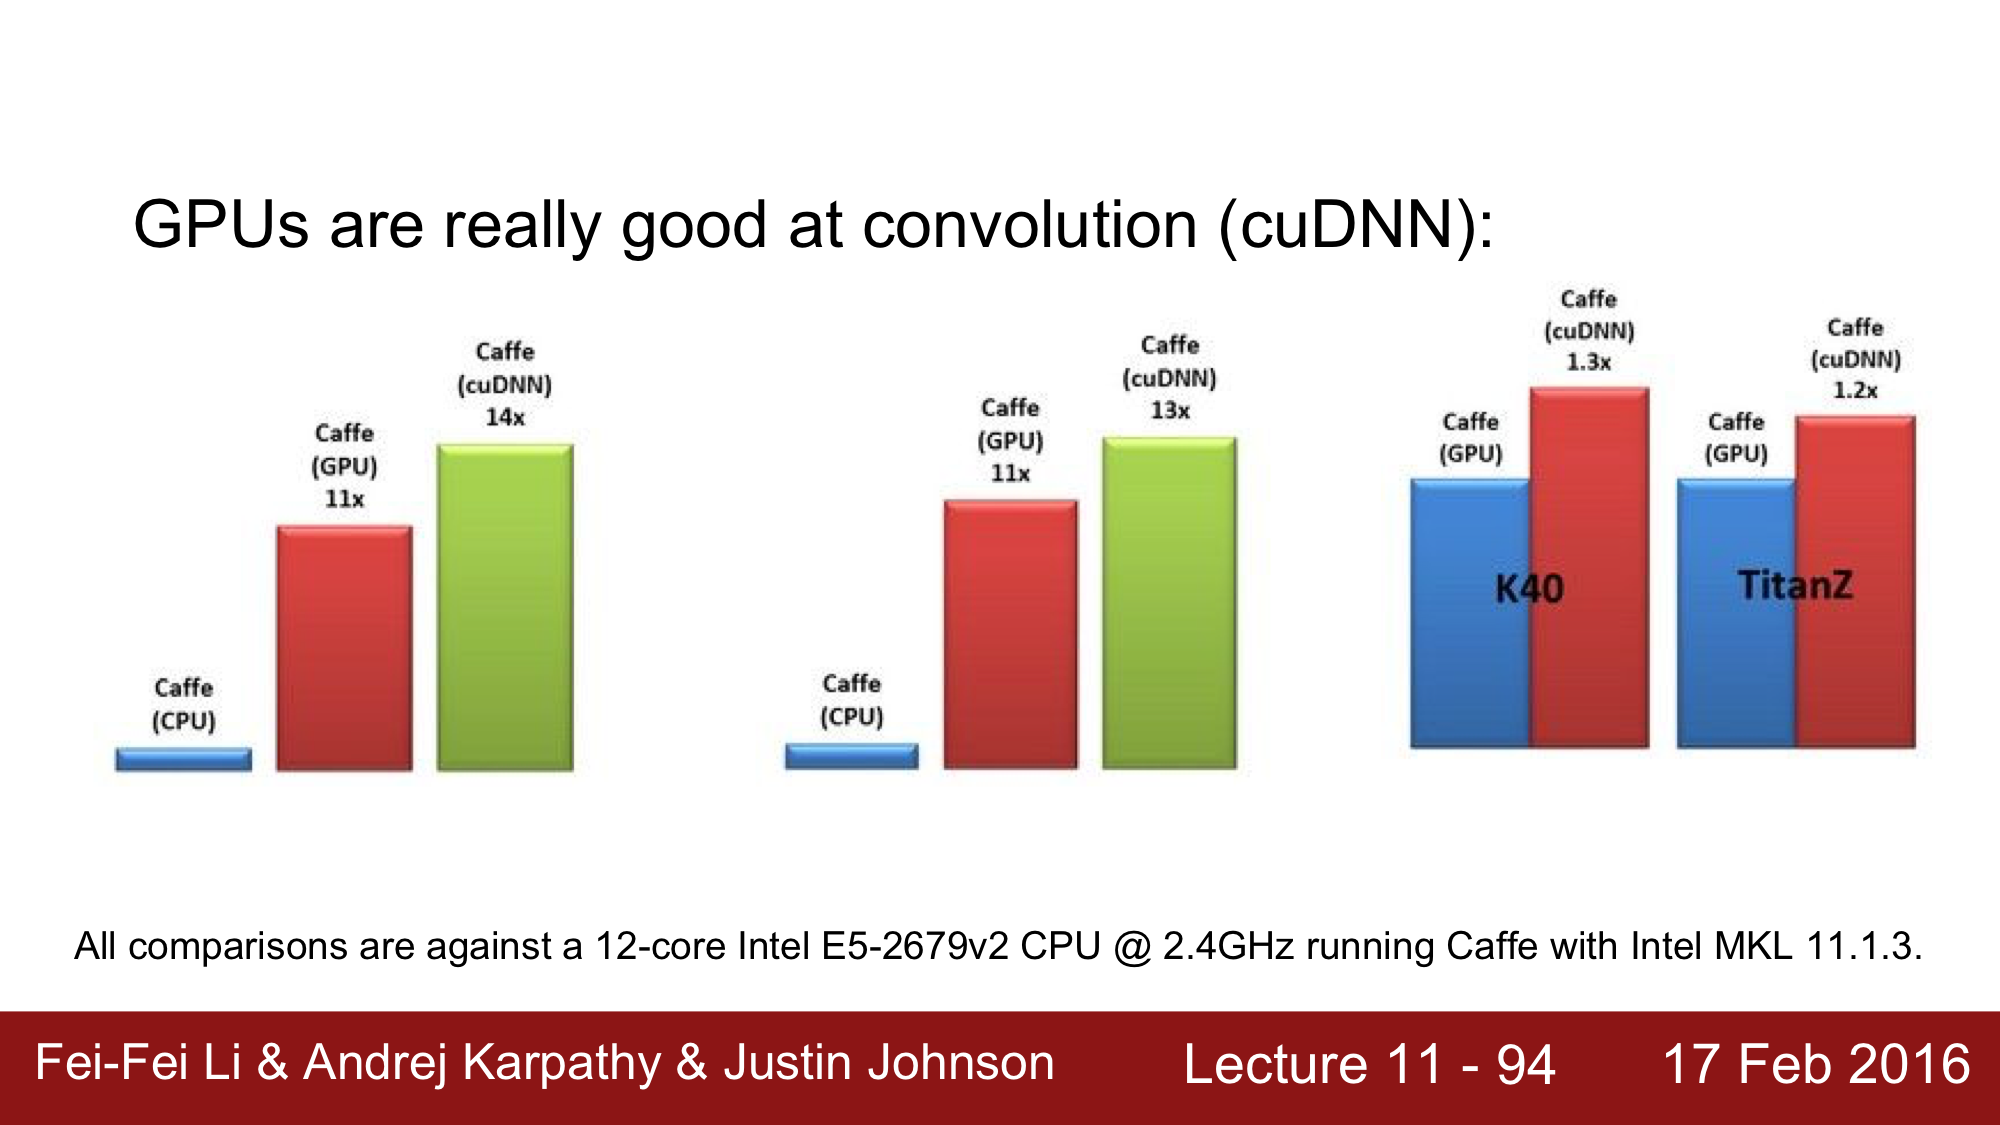 GPUs are really good at convolution (cuDNN):
Caffe
(CPU)
Caffe
(GPU)
11x
Caffe
(cuDNN)
14x
Caffe
(CPU)
Caffe
(GPU)
11x
Caffe
(cuDNN)
13x
Caffe
(GPU)
Caffe
(cuDNN)
1.3x
K40
Caffe
(GPU)
Caffe
(cuDNN)
1.2x
TitanZ
All comparisons are against a 12-core Intel E5-2679v2 CPU @ 2.4GHz running Caffe with Intel MKL 11.1.3.
Fei-Fei Li & Andrej Karpathy & Justin Johnson
Lecture 11 - 94
17 Feb 2016